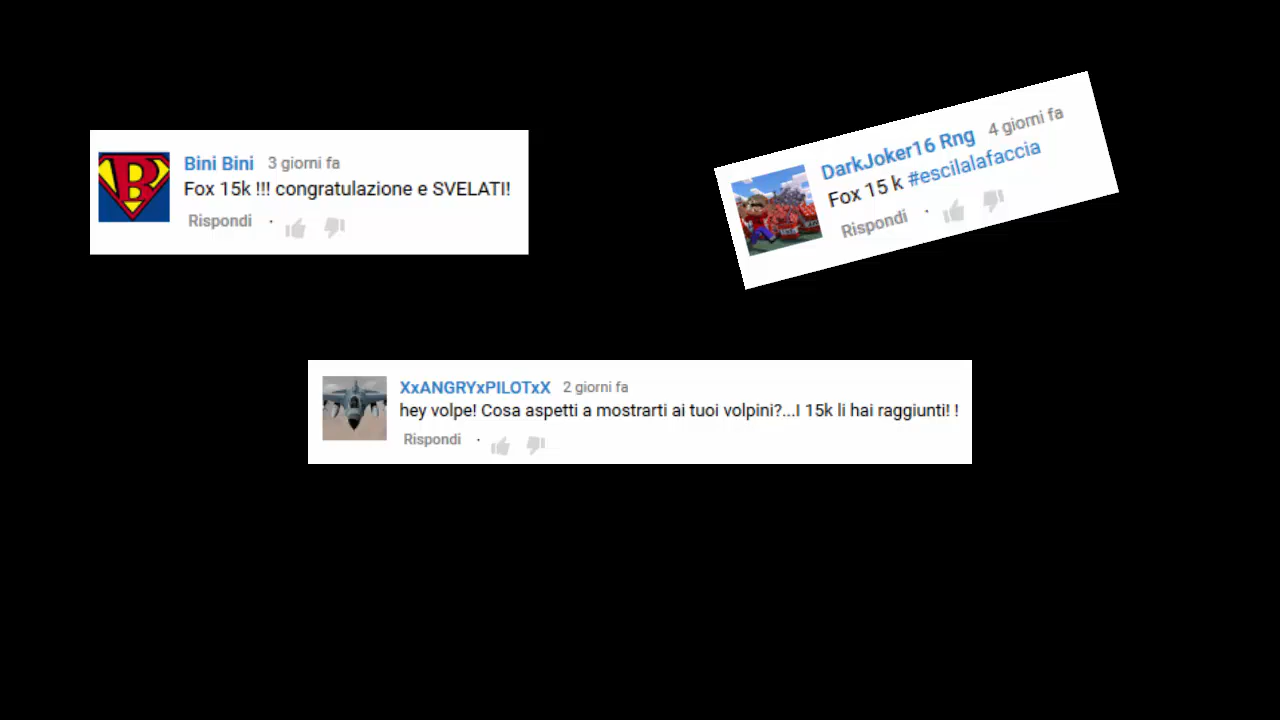 Bini Bini 3 giorni fa
Fox 15k !!! congratulazione e SVELATI!
Rispondi ·
DarkJoker16 Rng 4 giorni fa
Fox 15 k #escilalafaccia
Rispondi ·
XxANGRYxPILOTxX 2 giorni fa
hey volpe! Cosa aspetti a mostrarti ai tuoi volpini?...I 15k li hai raggiunti! !
Rispondi ·